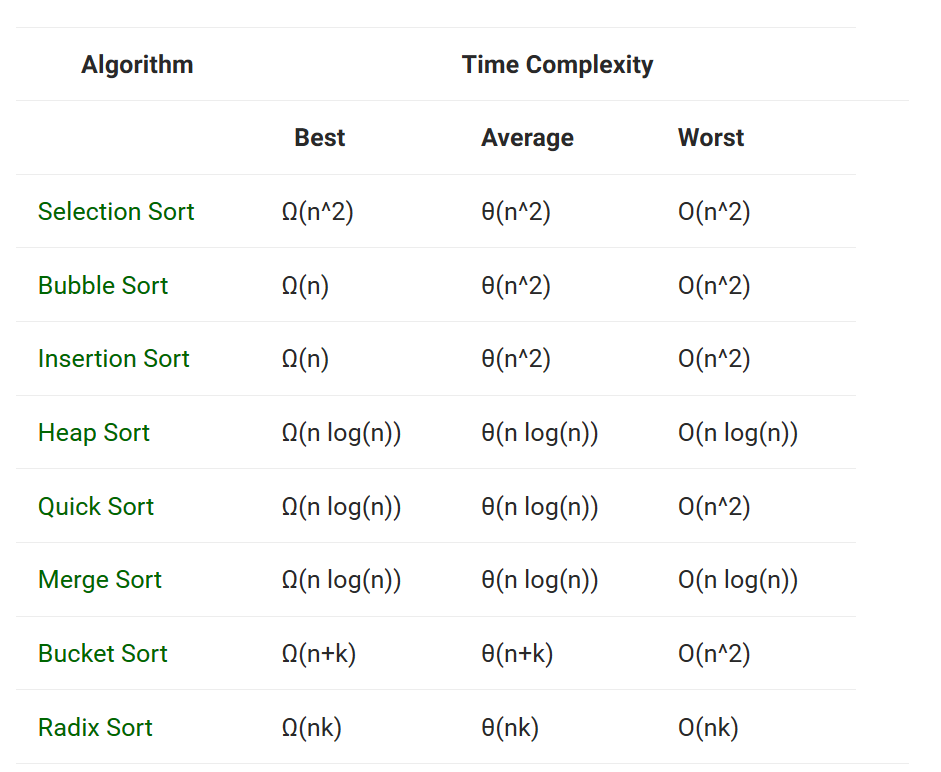 Algorithm Time Complexity
Best Average Worst
Selection Sort Ω(n^2) θ(n^2) O(n^2)
Bubble Sort Ω(n) θ(n^2) O(n^2)
Insertion Sort Ω(n) θ(n^2) O(n^2)
Heap Sort Ω(n log(n)) θ(n log(n)) O(n log(n))
Quick Sort Ω(n log(n)) θ(n log(n)) O(n^2)
Merge Sort Ω(n log(n)) θ(n log(n)) O(n log(n))
Bucket Sort Ω(n+k) θ(n+k) O(n^2)
Radix Sort Ω(nk) θ(nk) O(nk)